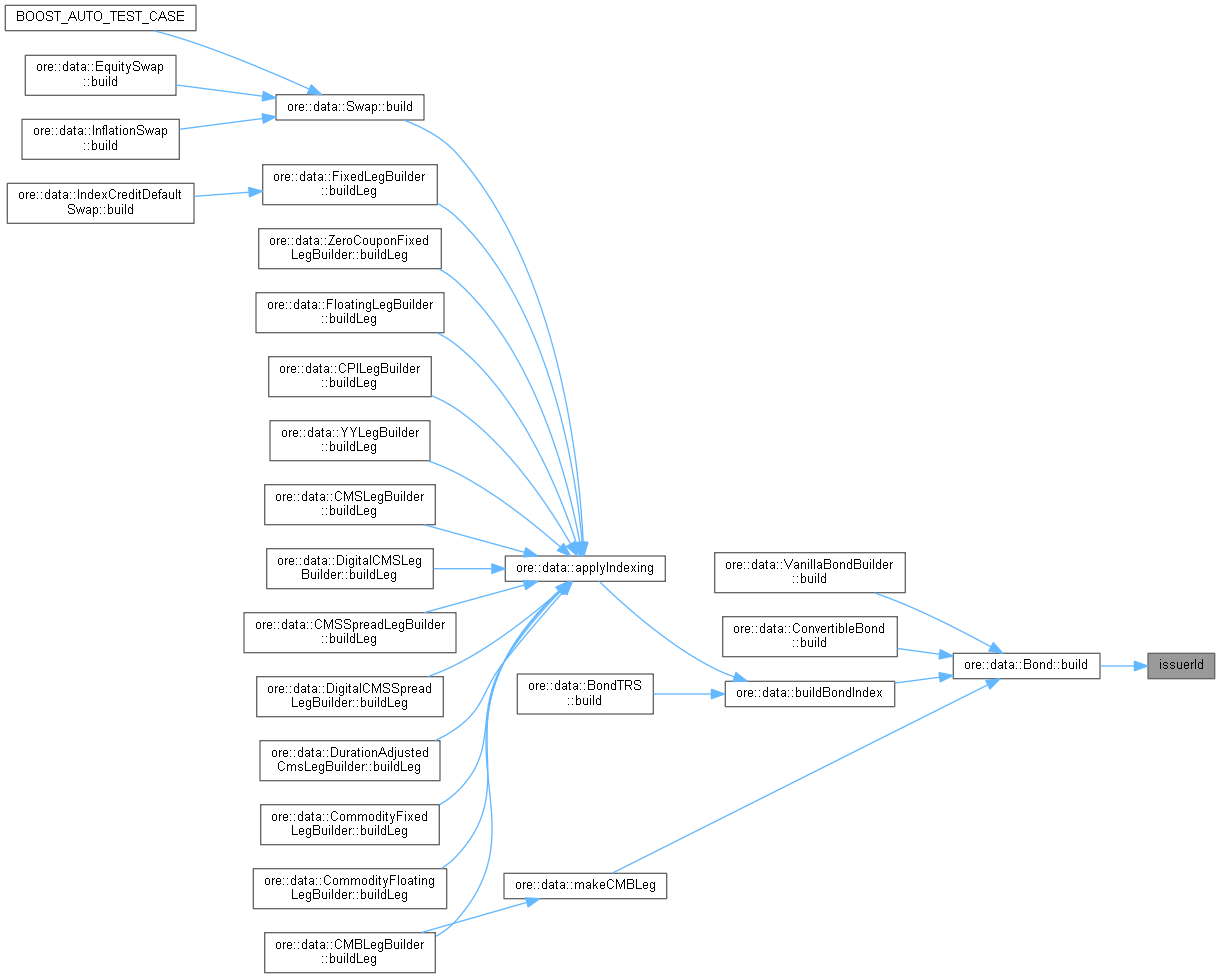 BOOST_AUTO_TEST_CASE
ore::data::EquitySwap
::build
ore::data::InflationSwap
::build
ore::data::IndexCreditDefault
Swap::build
ore::data::Swap::build
ore::data::FixedLegBuilder
::buildLeg
ore::data::ZeroCouponFixed
LegBuilder::buildLeg
ore::data::FloatingLegBuilder
::buildLeg
ore::data::CPILegBuilder
::buildLeg
ore::data::YYLegBuilder
::buildLeg
ore::data::CMSLegBuilder
::buildLeg
ore::data::DigitalCMSLeg
Builder::buildLeg
ore::data::CMSSpreadLegBuilder
::buildLeg
ore::data::DigitalCMSSpread
LegBuilder::buildLeg
ore::data::DurationAdjusted
CmsLegBuilder::buildLeg
ore::data::CommodityFixed
LegBuilder::buildLeg
ore::data::CommodityFloating
LegBuilder::buildLeg
ore::data::CMBLegBuilder
::buildLeg
ore::data::applyIndexing
ore::data::BondTRS
::build
ore::data::makeCMBLeg
ore::data::VanillaBondBuilder
::build
ore::data::ConvertibleBond
::build
ore::data::buildBondIndex
ore::data::Bond::build
issuerId